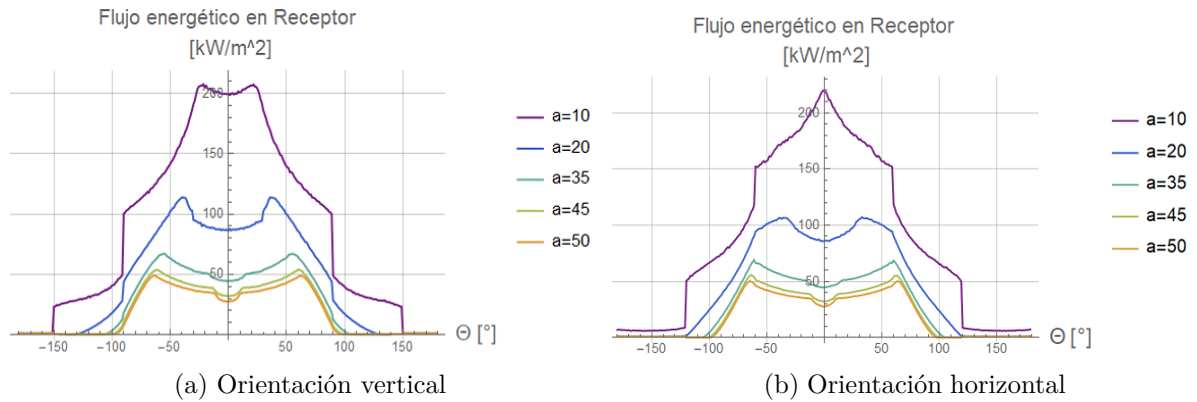 Flujo energético en Receptor
[kW/m^2]
200
150
100
50
−150
−100
−50
50
100
150
Θ [°]
a=10
a=20
a=35
a=45
a=50
(a) Orientación vertical
Flujo energético en Receptor
[kW/m^2]
200
150
100
50
−150
−100
−50
50
100
150
Θ [°]
a=10
a=20
a=35
a=45
a=50
(b) Orientación horizontal